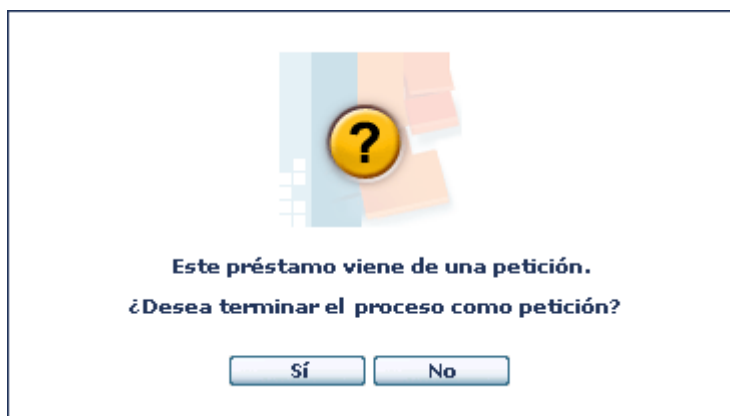 ?
Este préstamo viene de una petición.
¿Desea terminar el proceso como petición?
Sí No